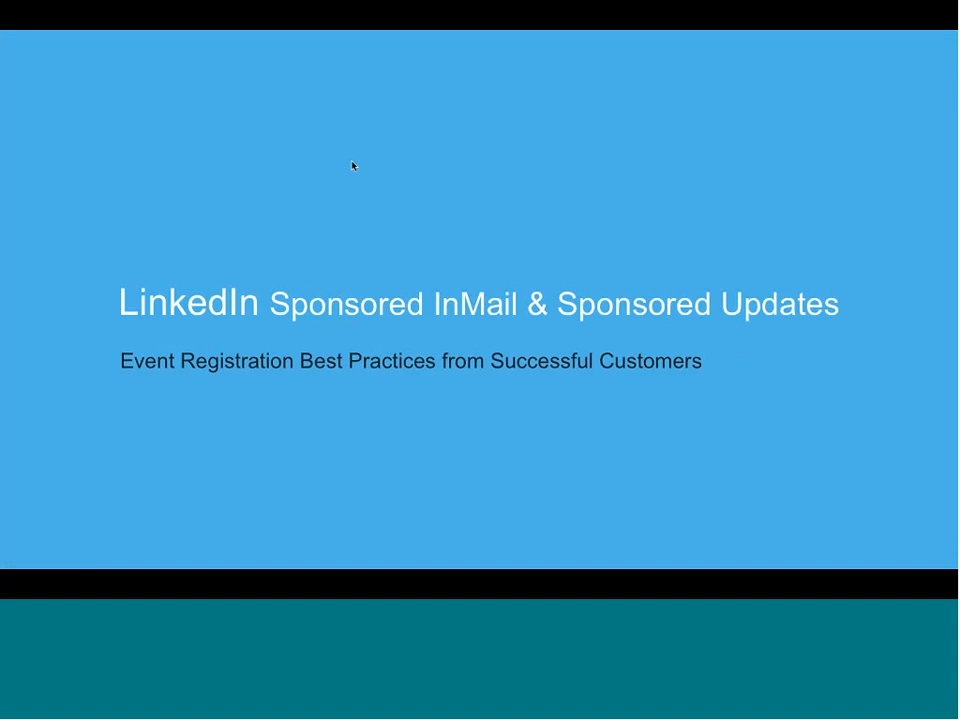 LinkedIn Sponsored InMail & Sponsored Updates
Event Registration Best Practices from Successful Customers